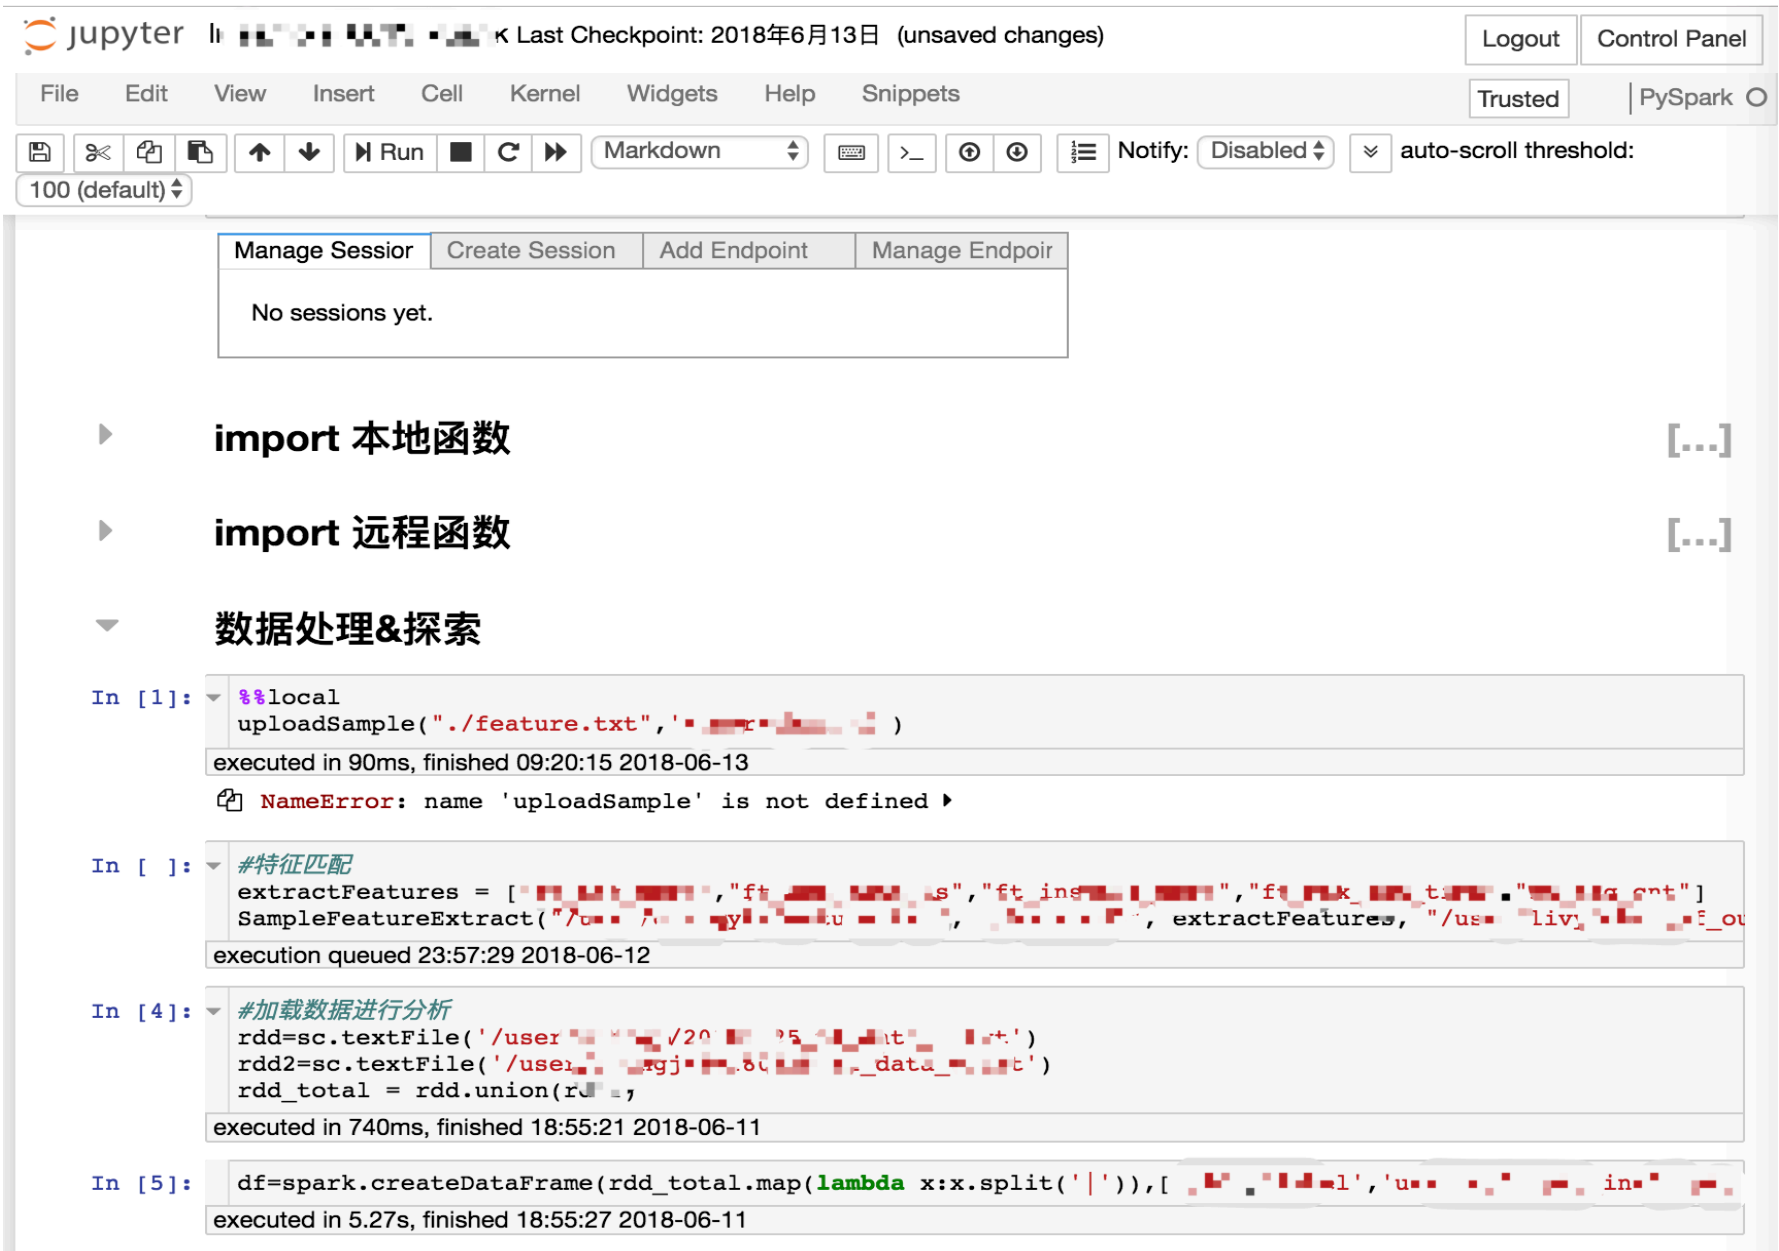 jupyter Last Checkpoint: 2018年6月13日 (unsaved changes) Logout Control Panel
File Edit View Insert Cell Kernel Widgets Help Snippets Trusted PySpark
Run Markdown >_ Notify: Disabled auto-scroll threshold:
100 (default)
Manage Sessior Create Session Add Endpoint Manage Endpoir
No sessions yet.
import 本地函数 [...]
import 远程函数 [...]
数据处理&探索
In [1]: %%local
uploadSample("./feature.txt",' )
executed in 90ms, finished 09:20:15 2018-06-13
NameError: name 'uploadSample' is not defined
In [ ]: #特征匹配
extractFeatures = [ ,"ft s","ft_ins ","f "]
SampleFeatureExtract("/u , , extractFeatures, "/us liv f_ou
execution queued 23:57:29 2018-06-12
In [4]: #加载数据进行分析
rdd=sc.textFile('/user /20 ')
rdd2=sc.textFile('/user _data_ t')
rdd_total = rdd.union(r
executed in 740ms, finished 18:55:21 2018-06-11
In [5]: df=spark.createDataFrame(rdd_total.map(lambda x:x.split('|')),[ l','u in
executed in 5.27s, finished 18:55:27 2018-06-11